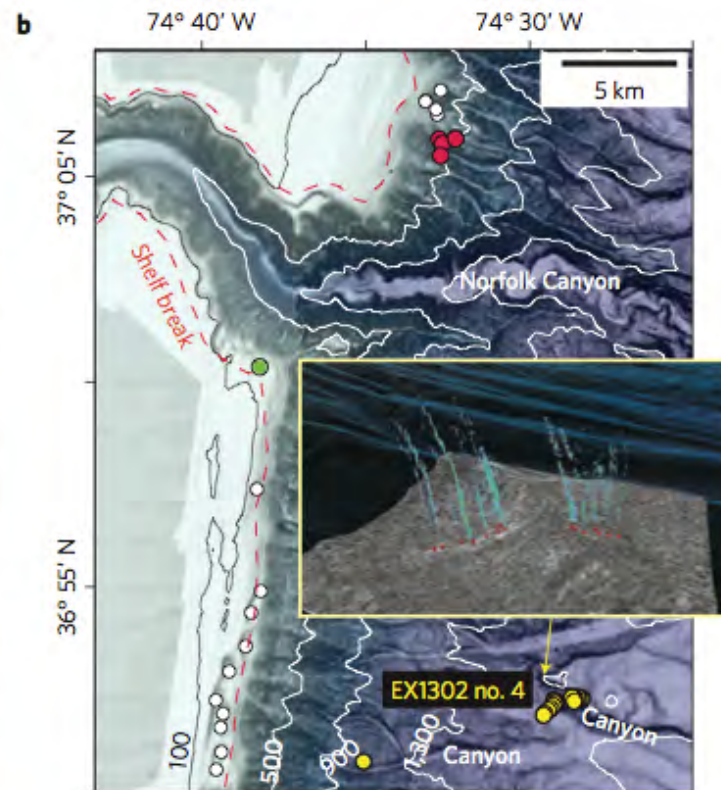 b
74° 40' W
74° 30' W
5 km
37° 05' N
Norfolk Canyon
Shelf break
36° 55' N
EX1302 no. 4
Canyon
Canyon
100
500
900
1,300